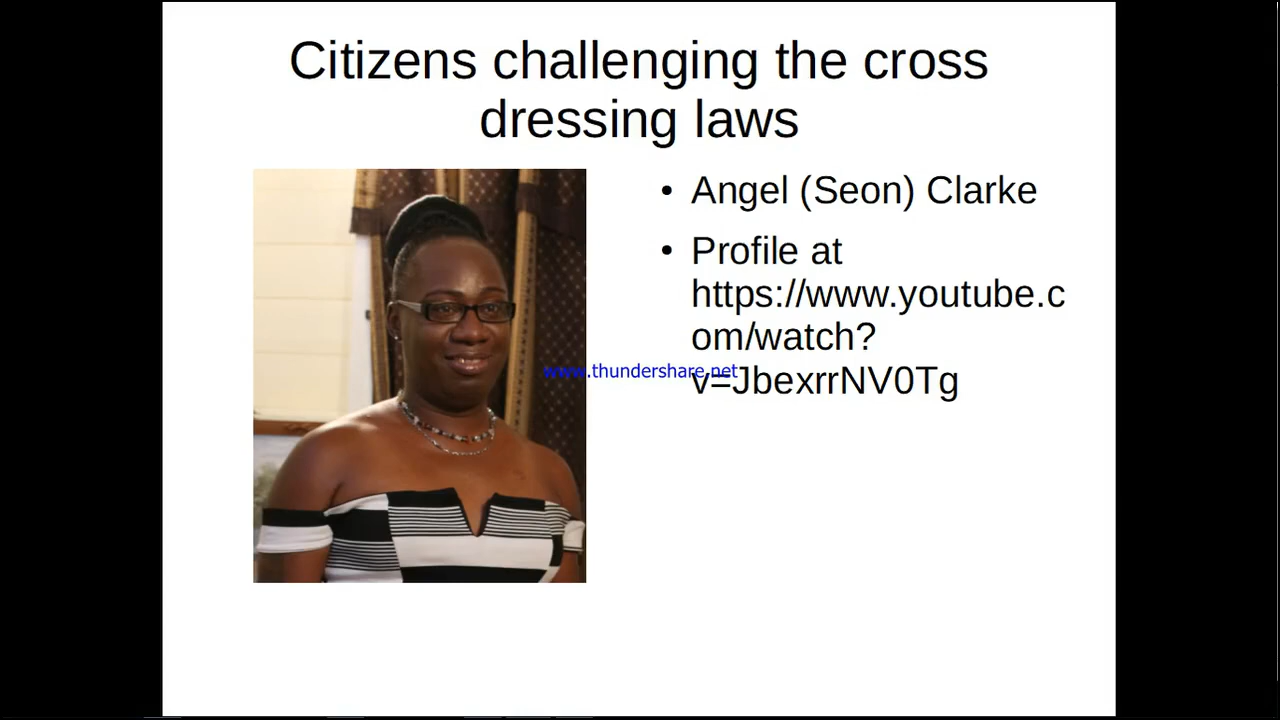 Citizens challenging the cross
dressing laws
• Angel (Seon) Clarke
• Profile at
https://www.youtube.c
om/watch?
v=JbexrrNV0Tg
www.thundershare.net